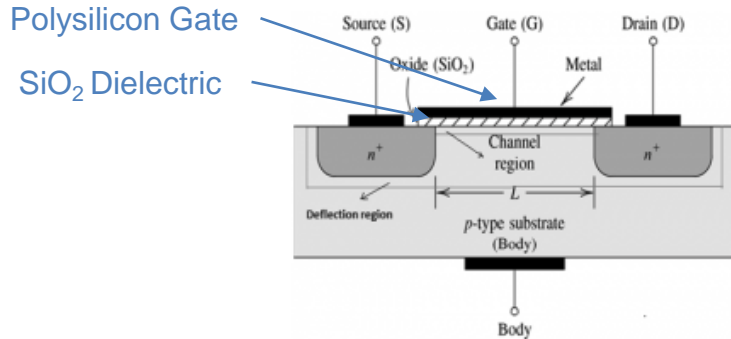 Polysilicon Gate
SiO₂ Dielectric
Source (S)
Gate (G)
Drain (D)
Oxide (SiO₂)
Metal
n⁺
Channel
region
n⁺
L
Deflection region
p-type substrate
(Body)
Body